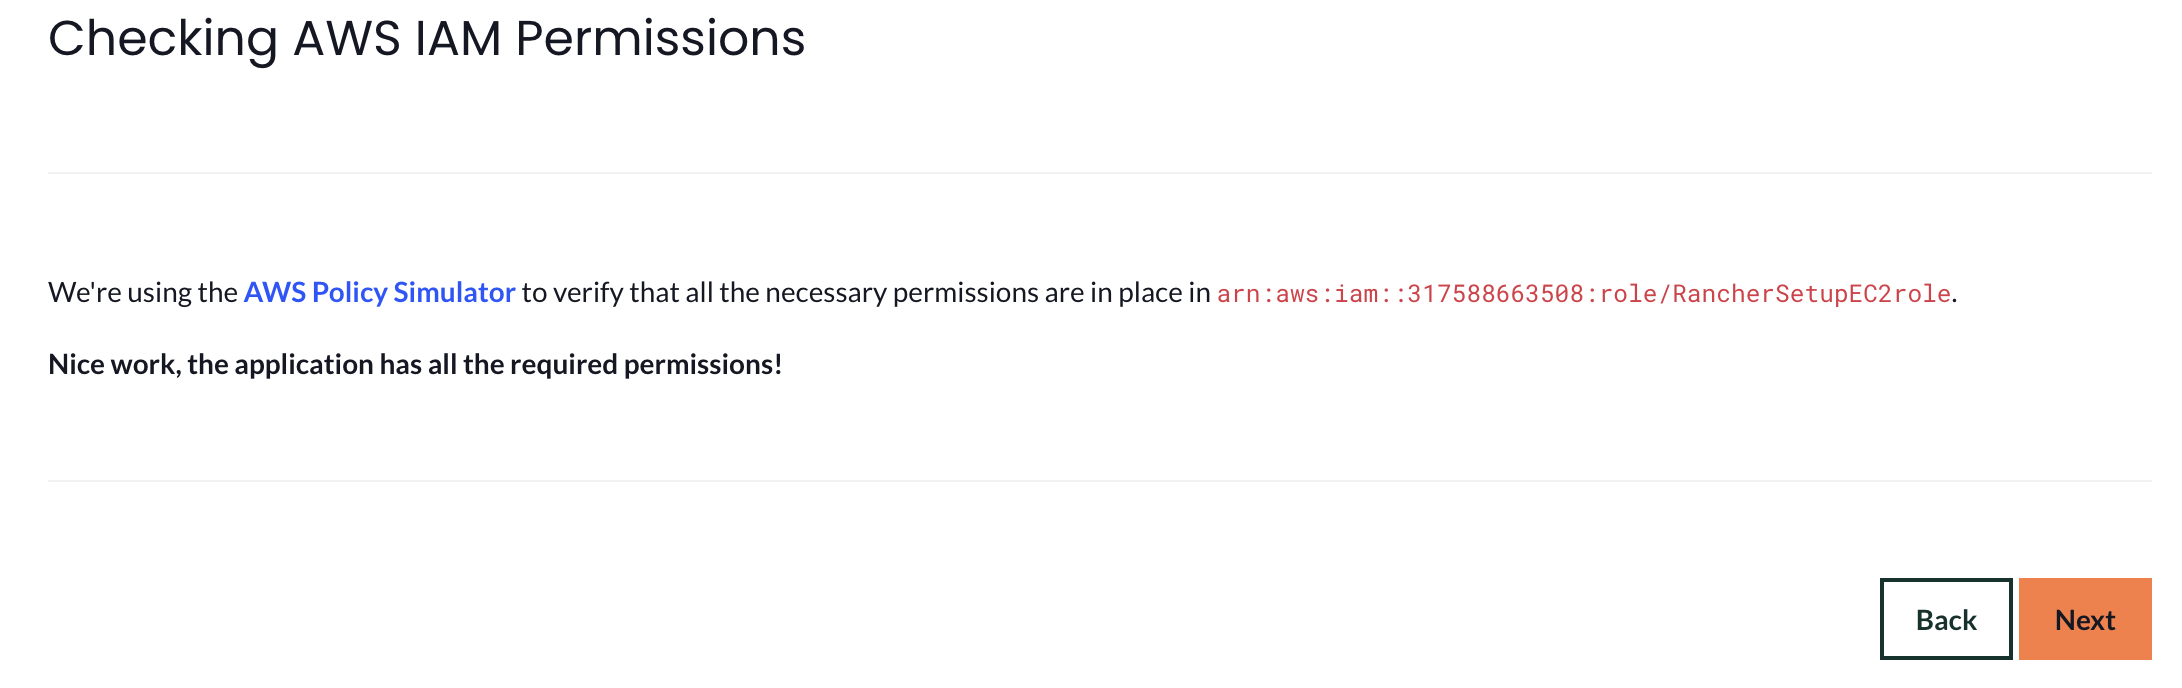 Checking AWS IAM Permissions
We're using the AWS Policy Simulator to verify that all the necessary permissions are in place in arn:aws:iam::317588663508:role/RancherSetupEC2role.
Nice work, the application has all the required permissions!
Back
Next